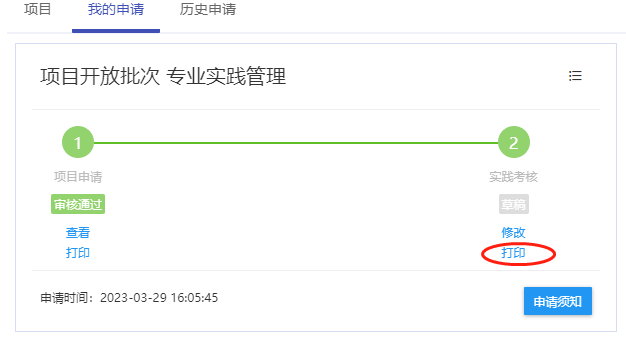 项目 我的申请 历史申请
项目开放批次 专业实践管理
1 2
项目申请 实践考核
审核通过 草稿
查看 修改
打印 打印
申请时间：2023-03-29 16:05:45 申请须知